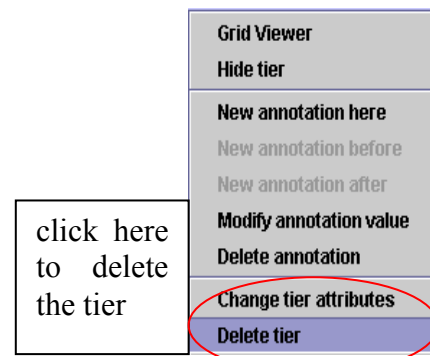 Grid Viewer
Hide tier
New annotation here
New annotation before
New annotation after
Modify annotation value
Delete annotation
click here
to delete
the tier
Change tier attributes
Delete tier